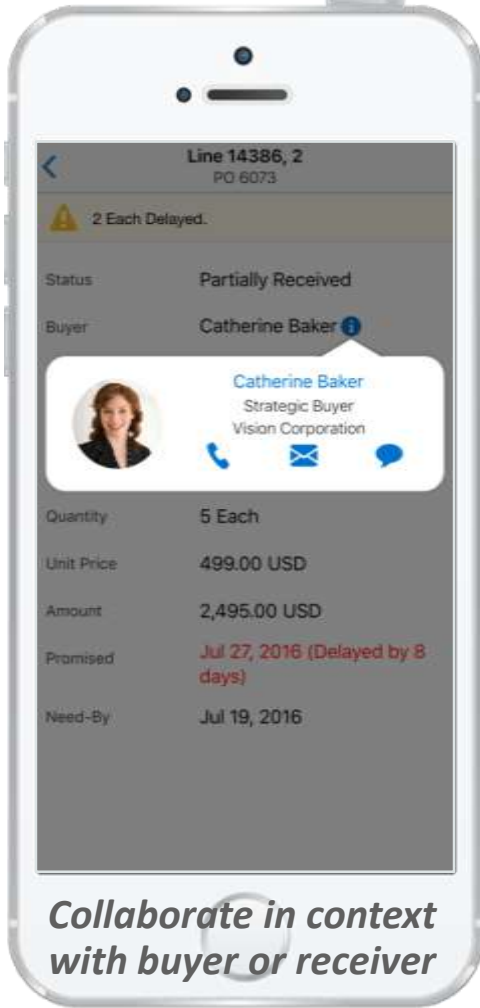 Line 14386, 2
PO 6073
2 Each Delayed.
Status Partially Received
Buyer Catherine Baker
Catherine Baker
Strategic Buyer
Vision Corporation
Quantity 5 Each
Unit Price 499.00 USD
Amount 2,495.00 USD
Promised Jul 27, 2016 (Delayed by 8
days)
Need-By Jul 19, 2016
Collaborate in context
with buyer or receiver